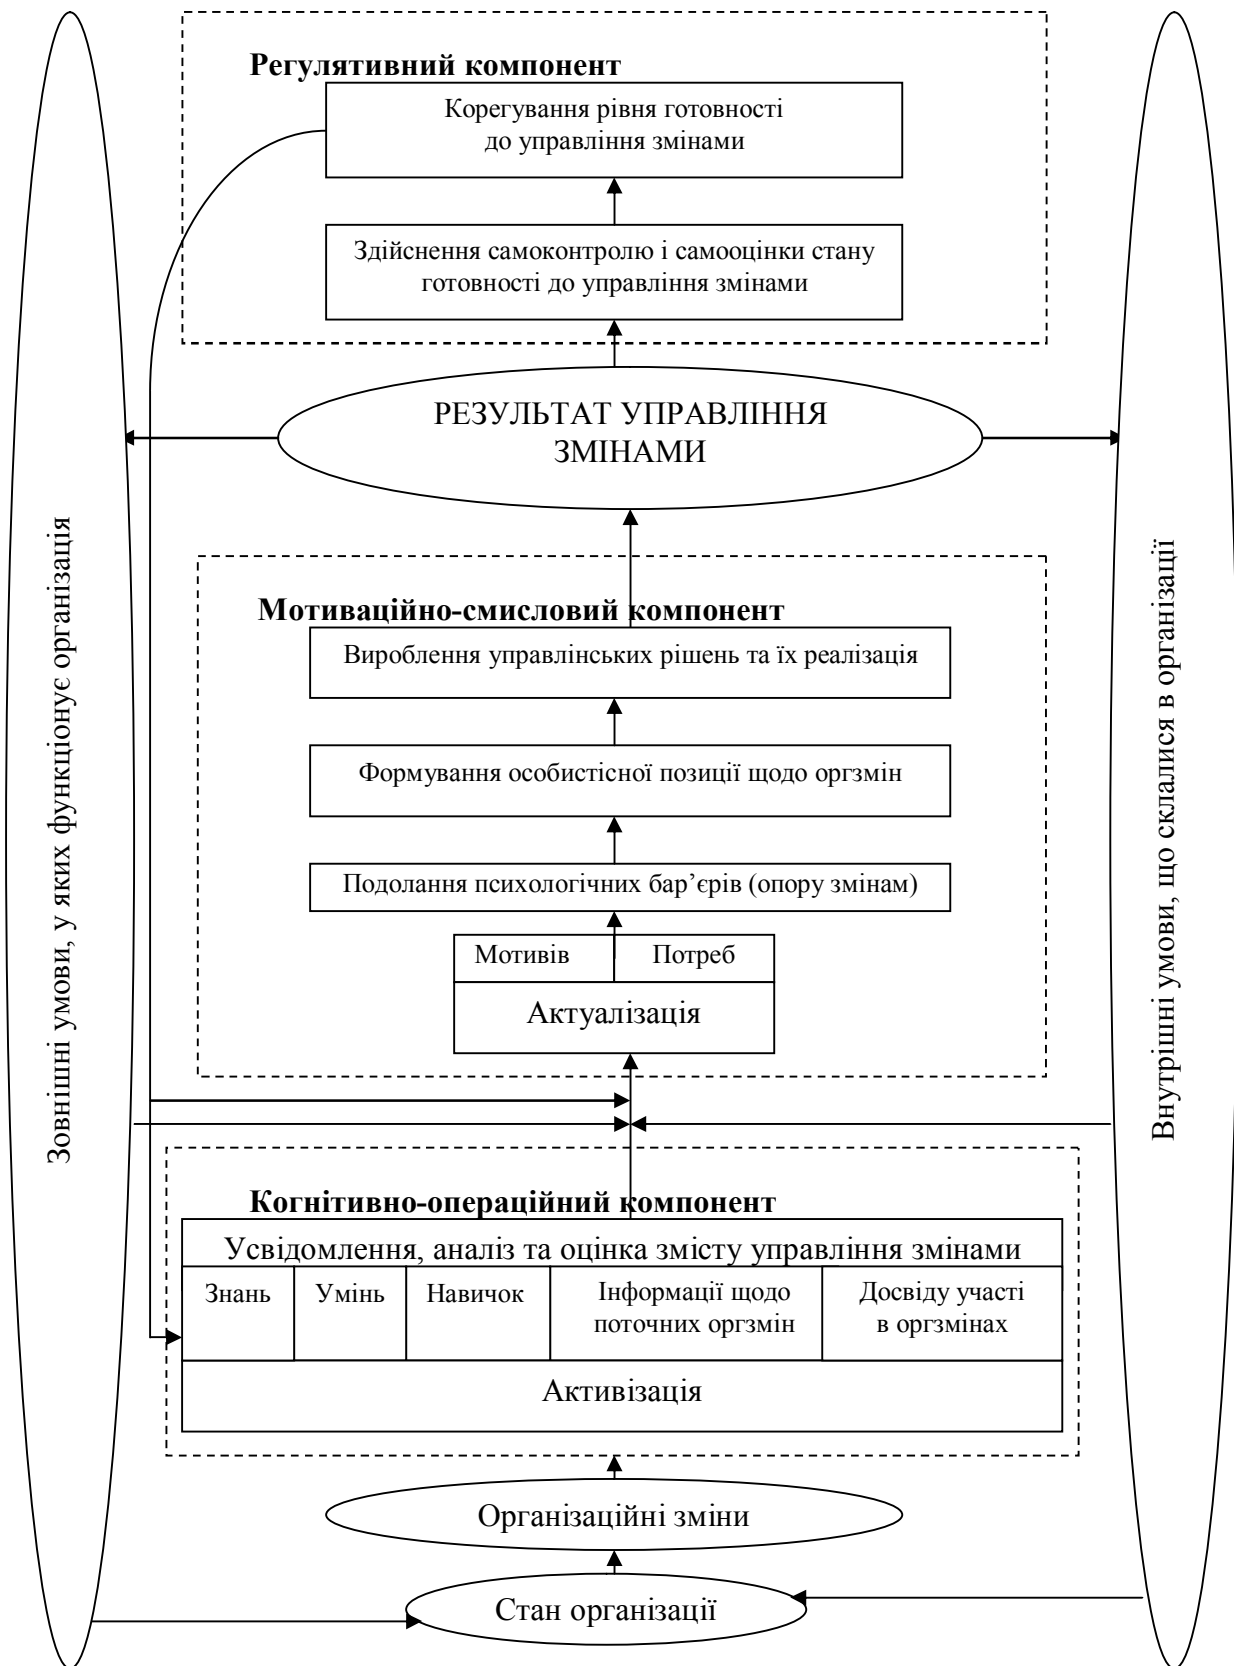 Регулятивний компонент
Корегування рівня готовності
до управління змінами
Здійснення самоконтролю і самооцінки стану
готовності до управління змінами
РЕЗУЛЬТАТ УПРАВЛІННЯ
ЗМІНАМИ
Зовнішні умови, у яких функціонує організація
Внутрішні умови, що склалися в організації
Мотиваційно-смисловий компонент
Вироблення управлінських рішень та їх реалізація
Формування особистісної позиції щодо оргзмін
Подолання психологічних бар’єрів (опору змінам)
Мотивів Потреб
Актуалізація
Когнітивно-операційний компонент
Усвідомлення, аналіз та оцінка змісту управління змінами
Знань Умінь Навичок Інформації щодо Досвіду участі
поточних оргзмін в оргзмінах
Активізація
Організаційні зміни
Стан організації